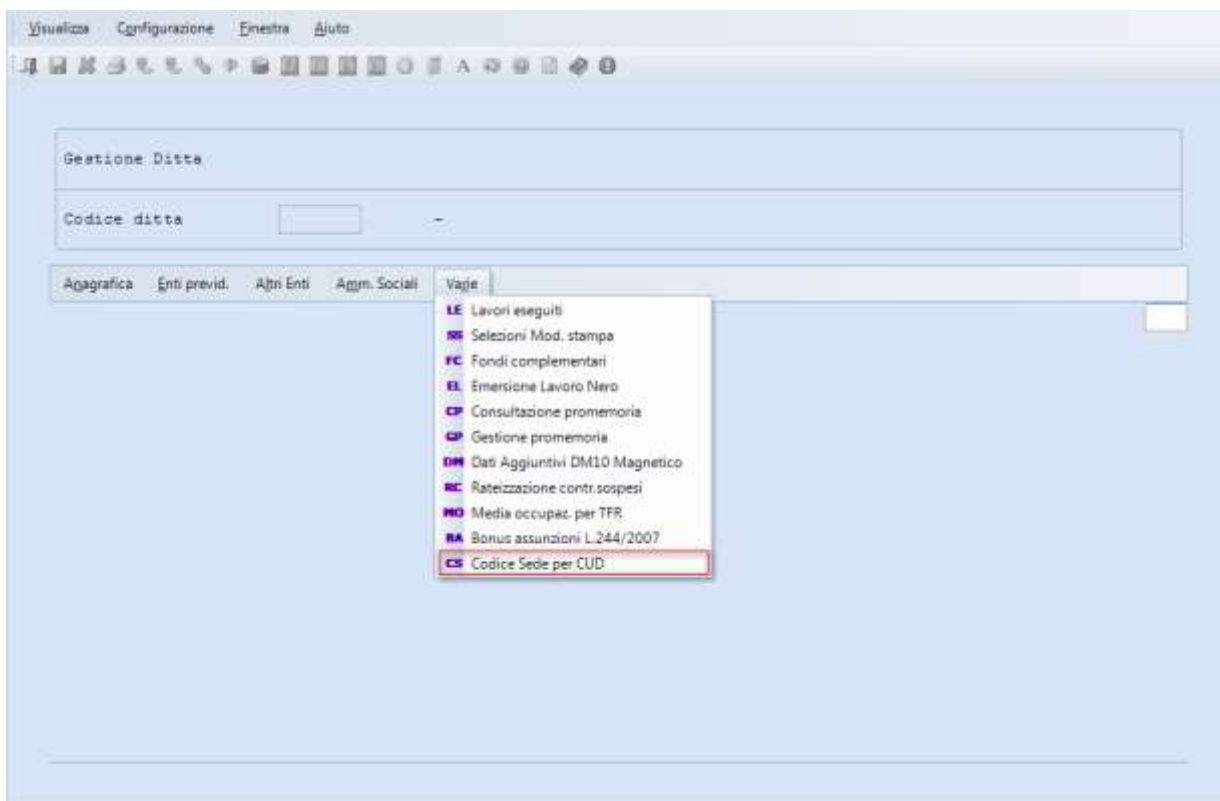 Visualizza Configurazione Finestra Aiuto
A
Gestione Ditta
Codice ditta -
Anagrafica Enti previd. Altri Enti Amm. Sociali Varie
LE Lavori eseguiti
SS Selezioni Mod. stampa
FC Fondi complementari
EL Emersione Lavoro Nero
CP Consultazione promemoria
GP Gestione promemoria
DM Dati Aggiuntivi DM10 Magnetico
RC Rateizzazione contr.sospesi
MO Media occupaz. per TFR
BA Bonus assunzioni L.244/2007
CS Codice Sede per CUD